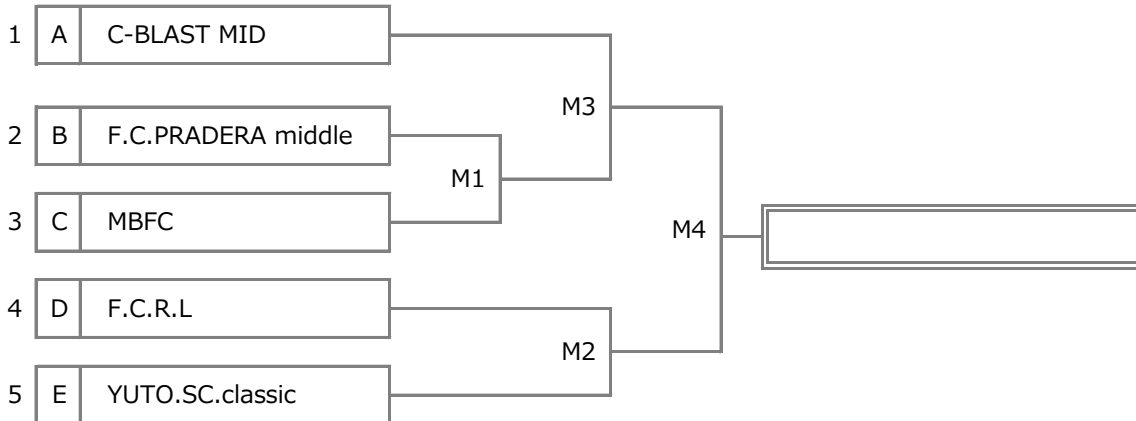 1 A C-BLAST MID
M3
2 B F.C.PRADERA middle
M1
3 C MBFC
M4
4 D F.C.R.L
M2
5 E YUTO.SC.classic